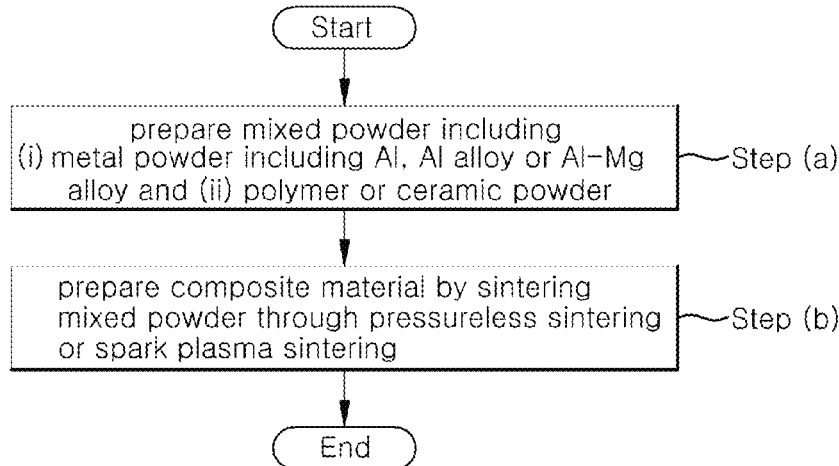 Start
prepare mixed powder including
(i) metal powder including Al, Al alloy or Al-Mg
alloy and (ii) polymer or ceramic powder
Step (a)
prepare composite material by sintering
mixed powder through pressureless sintering
or spark plasma sintering
Step (b)
End